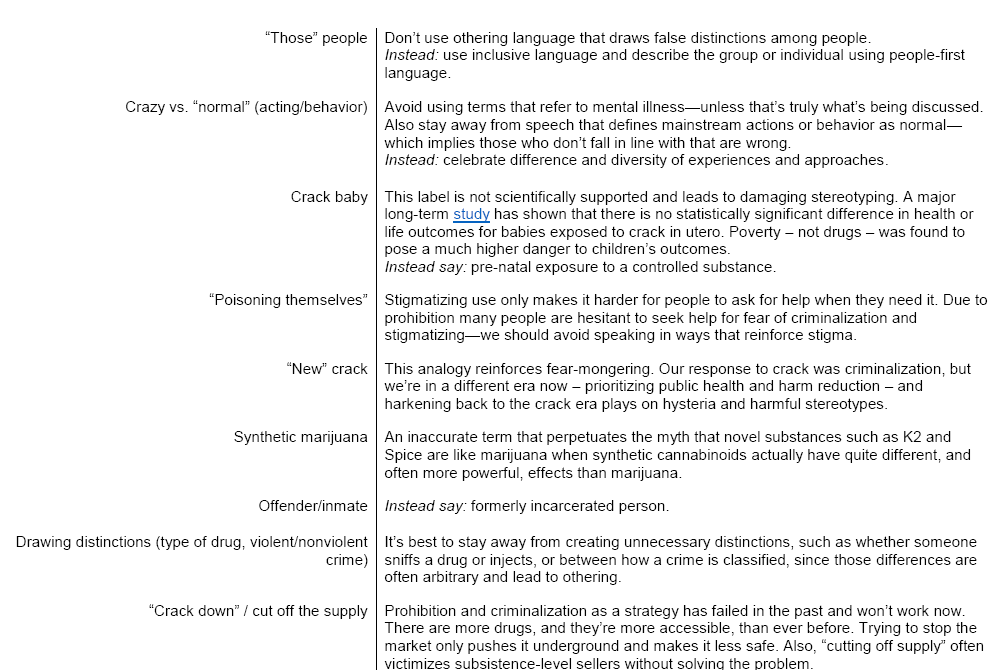 “Those” people
Don’t use othering language that draws false distinctions among people.
Instead: use inclusive language and describe the group or individual using people-first
language.
Crazy vs. “normal” (acting/behavior)
Avoid using terms that refer to mental illness—unless that’s truly what’s being discussed.
Also stay away from speech that defines mainstream actions or behavior as normal—
which implies those who don’t fall in line with that are wrong.
Instead: celebrate difference and diversity of experiences and approaches.
Crack baby
This label is not scientifically supported and leads to damaging stereotyping. A major
long-term study has shown that there is no statistically significant difference in health or
life outcomes for babies exposed to crack in utero. Poverty – not drugs – was found to
pose a much higher danger to children’s outcomes.
Instead say: pre-natal exposure to a controlled substance.
“Poisoning themselves”
Stigmatizing use only makes it harder for people to ask for help when they need it. Due to
prohibition many people are hesitant to seek help for fear of criminalization and
stigmatizing—we should avoid speaking in ways that reinforce stigma.
“New” crack
This analogy reinforces fear-mongering. Our response to crack was criminalization, but
we’re in a different era now – prioritizing public health and harm reduction – and
harkening back to the crack era plays on hysteria and harmful stereotypes.
Synthetic marijuana
An inaccurate term that perpetuates the myth that novel substances such as K2 and
Spice are like marijuana when synthetic cannabinoids actually have quite different, and
often more powerful, effects than marijuana.
Offender/inmate
Instead say: formerly incarcerated person.
Drawing distinctions (type of drug, violent/nonviolent
crime)
It’s best to stay away from creating unnecessary distinctions, such as whether someone
sniffs a drug or injects, or between how a crime is classified, since those differences are
often arbitrary and lead to othering.
“Crack down” / cut off the supply
Prohibition and criminalization as a strategy has failed in the past and won’t work now.
There are more drugs, and they’re more accessible, than ever before. Trying to stop the
market only pushes it underground and makes it less safe. Also, “cutting off supply” often
victimizes subsistence-level sellers without solving the problem.